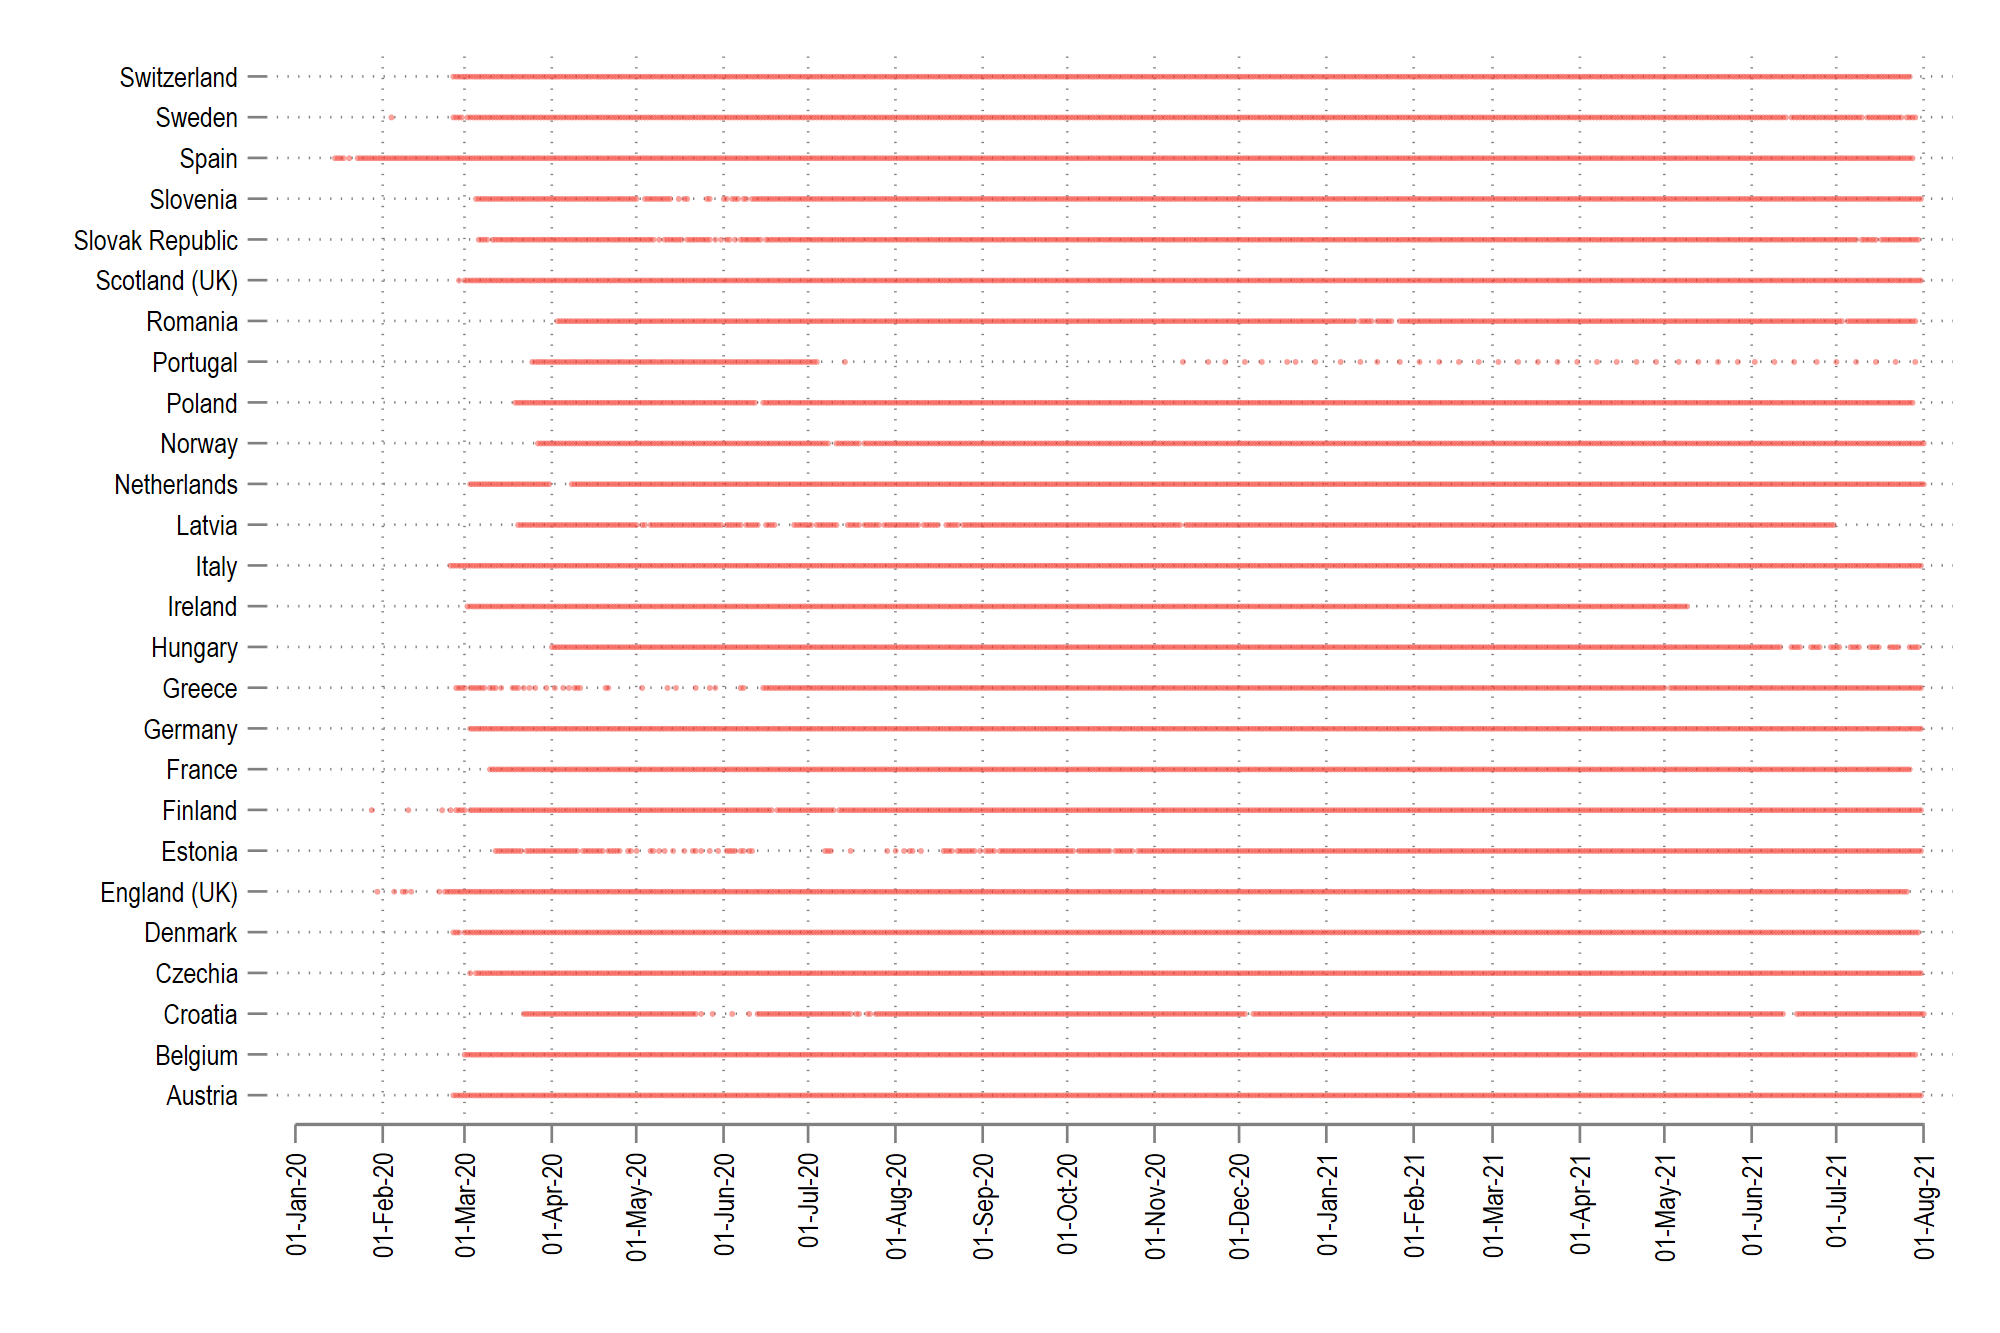 Switzerland
Sweden
Spain
Slovenia
Slovak Republic
Scotland (UK)
Romania
Portugal
Poland
Norway
Netherlands
Latvia
Italy
Ireland
Hungary
Greece
Germany
France
Finland
Estonia
England (UK)
Denmark
Czechia
Croatia
Belgium
Austria
01-Jan-20
01-Feb-20
01-Mar-20
01-Apr-20
01-May-20
01-Jun-20
01-Jul-20
01-Aug-20
01-Sep-20
01-Oct-20
01-Nov-20
01-Dec-20
01-Jan-21
01-Feb-21
01-Mar-21
01-Apr-21
01-May-21
01-Jun-21
01-Jul-21
01-Aug-21